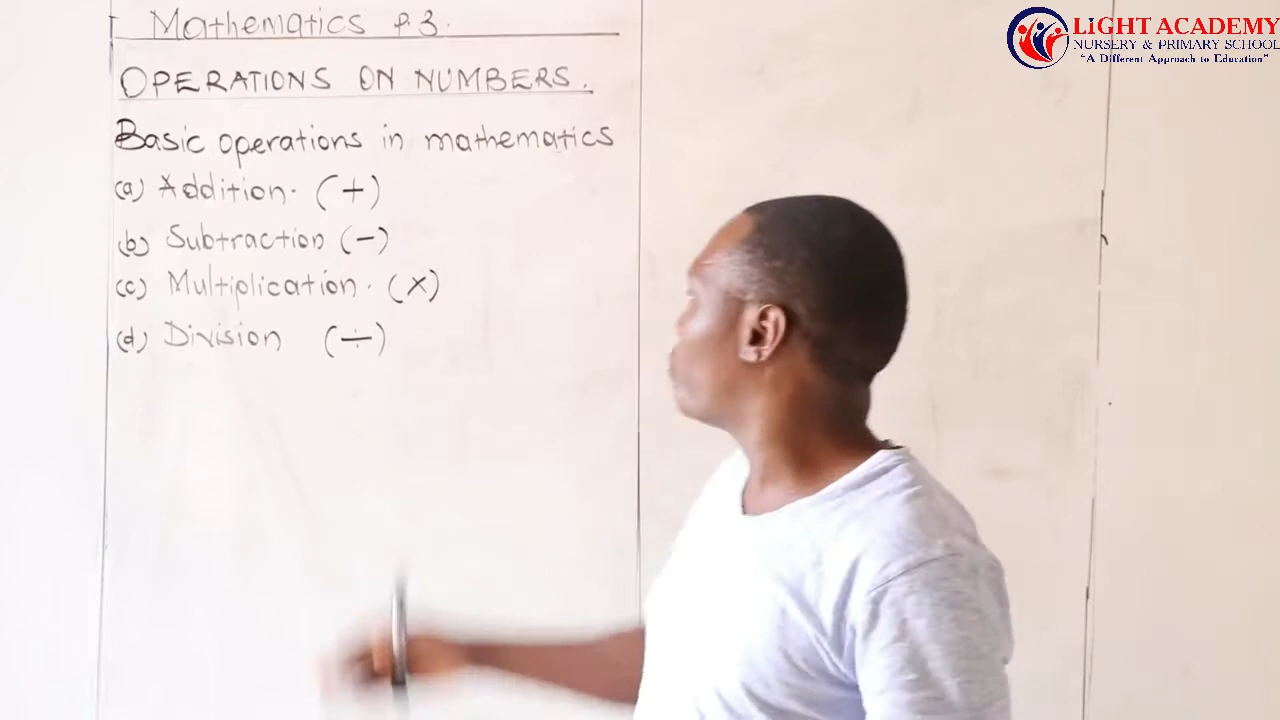 Mathematics P.3.
OPERATIONS ON NUMBERS.
Basic operations in mathematics
(a) Addition. (+)
(b) Subtraction (-)
(c) Multiplication. (×)
(d) Division (÷)
LIGHT ACADEMY
NURSERY & PRIMARY SCHOOL
"A Different Approach to Education"